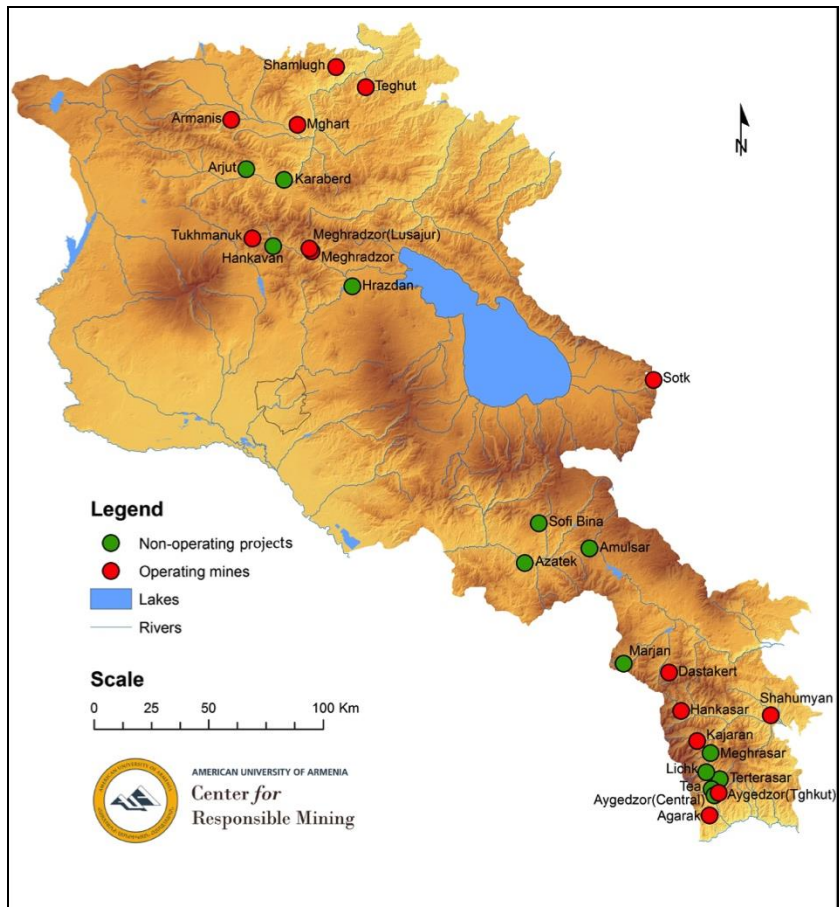 Shamlugh
Teghut
Armanis
Mghart
N
Arjut
Karaberd
Tukhmanuk
Meghradzor(Lusajur)
Hankavan
Meghradzor
Hrazdan
Sotk
Legend
Non-operating projects
Operating mines
Lakes
Rivers
Sofi Bina
Amulsar
Azatek
Scale
0 25 50 100 Km
Marjan
Dastakert
Hankasar
Shahumyan
Kajaran
Meghrasar
Lichk
Terterasar
Tea
Aygedzor(Tghkut)
Aygedzor(Central)
Agarak
AMERICAN UNIVERSITY OF ARMENIA
Center for
Responsible Mining